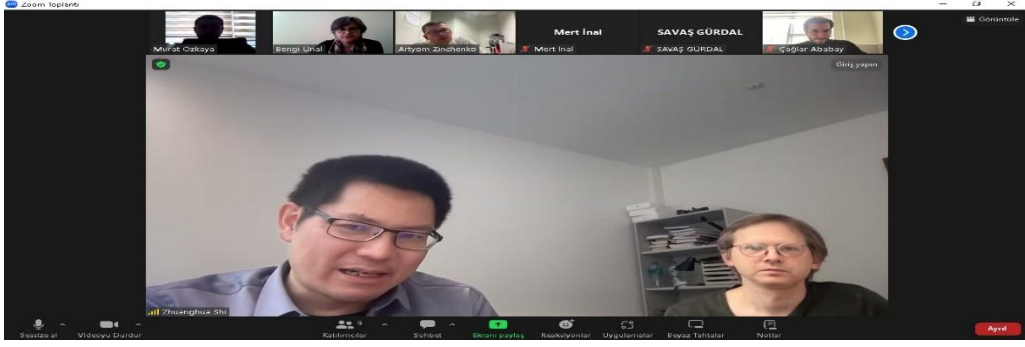 Zoom Toplantı
Görüntüle
Murat Özkaya
Bengi Ünal
Artyom Zinchenko
Mert İnal
Mert İnal
SAVAŞ GÜRDAL
SAVAŞ GÜRDAL
Çağlar Ababay
Giriş yapın
Zhuanghua Shi
Sessize al
Videoyu Durdur
Katılımcılar
9
Sohbet
Ekranı paylaş
Reaksiyonlar
Uygulamalar
Beyaz Tahtalar
Notlar
Ayrıl